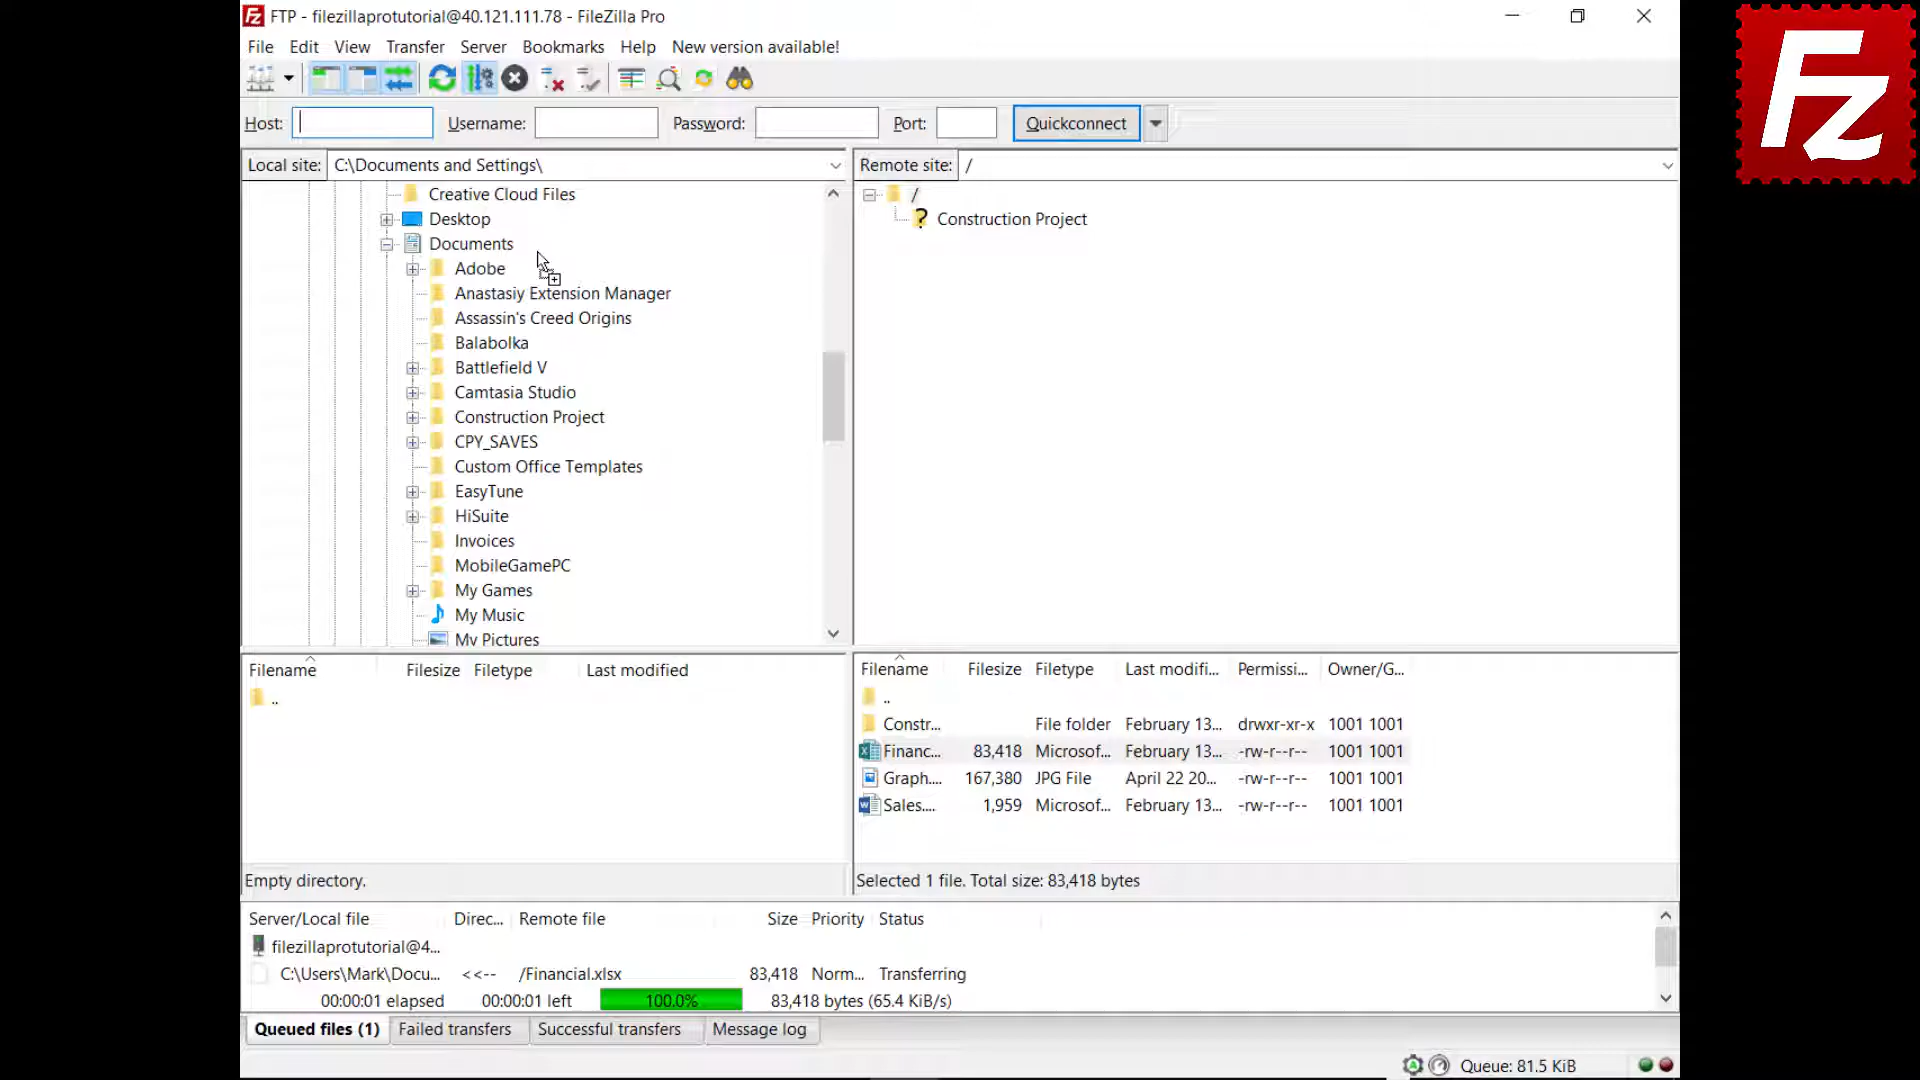 FTP - filezillaprotutorial@40.121.111.78 - FileZilla Pro
File Edit View Transfer Server Bookmarks Help New version available!
Host: Username: Password: Port: Quickconnect
Local site: C:\Documents and Settings\
Remote site: /
Creative Cloud Files
Desktop
Documents
Adobe
Anastasiy Extension Manager
Assassin's Creed Origins
Balabolka
Battlefield V
Camtasia Studio
Construction Project
CPY_SAVES
Custom Office Templates
EasyTune
HiSuite
Invoices
MobileGamePC
My Games
My Music
My Pictures
/
Construction Project
Filename Filesize Filetype Last modified
..
Empty directory.
Filename Filesize Filetype Last modifi... Permissi... Owner/G...
..
Constr... File folder February 13... drwxr-xr-x 1001 1001
Financ... 83,418 Microsof... February 13... -rw-r--r-- 1001 1001
Graph.... 167,380 JPG File April 22 20... -rw-r--r-- 1001 1001
Sales.... 1,959 Microsof... February 13... -rw-r--r-- 1001 1001
Selected 1 file. Total size: 83,418 bytes
Server/Local file Direc... Remote file Size Priority Status
filezillaprotutorial@4...
C:\Users\Mark\Docu... <<-- /Financial.xlsx 83,418 Norm... Transferring
00:00:01 elapsed 00:00:01 left 100.0% 83,418 bytes (65.4 KiB/s)
Queued files (1) Failed transfers Successful transfers Message log
Queue: 81.5 KiB
Fz